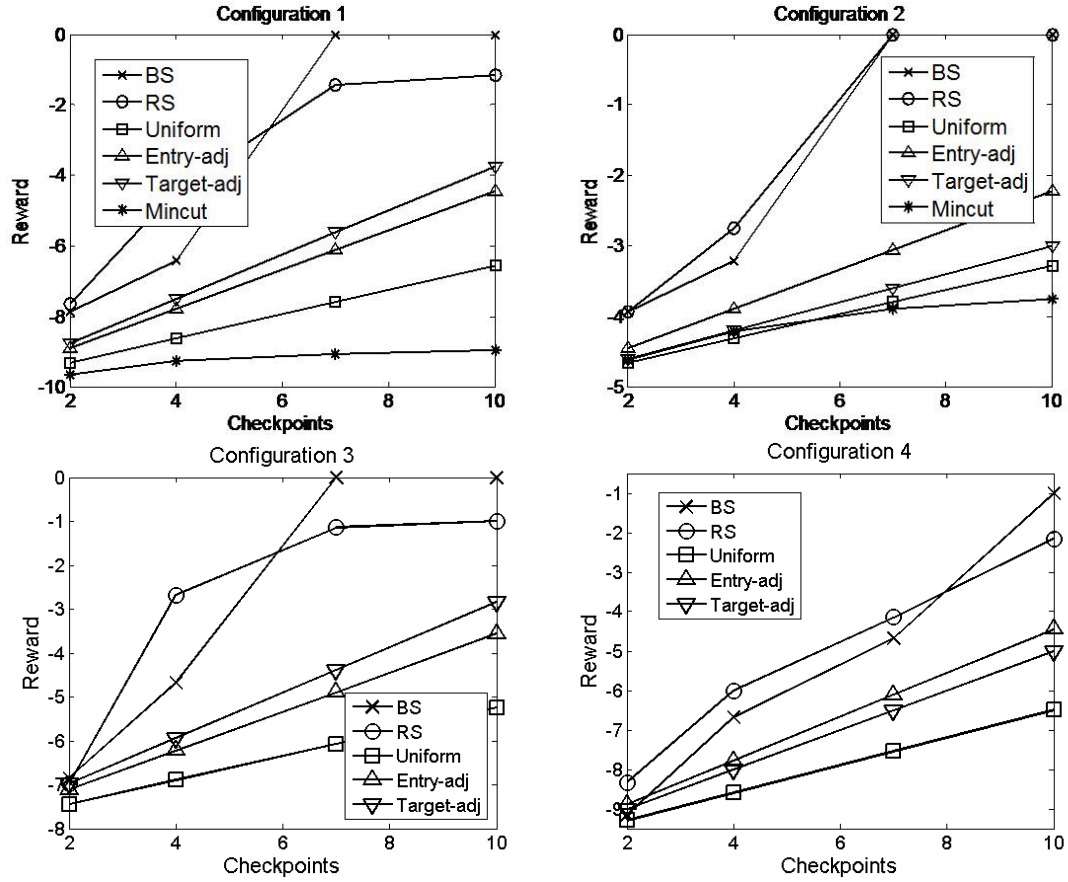 Configuration 1
0
-2
-4
-6
-8
-10
Reward
BS
RS
Uniform
Entry-adj
Target-adj
Mincut
2
4
6
8
10
Checkpoints
Configuration 2
0
-1
-2
-3
-4
-5
Reward
BS
RS
Uniform
Entry-adj
Target-adj
Mincut
2
4
6
8
10
Checkpoints
Configuration 3
0
-1
-2
-3
-4
-5
-6
-7
-8
Reward
BS
RS
Uniform
Entry-adj
Target-adj
2
4
6
8
10
Checkpoints
Configuration 4
-1
-2
-3
-4
-5
-6
-7
-8
-9
Reward
BS
RS
Uniform
Entry-adj
Target-adj
2
4
6
8
10
Checkpoints